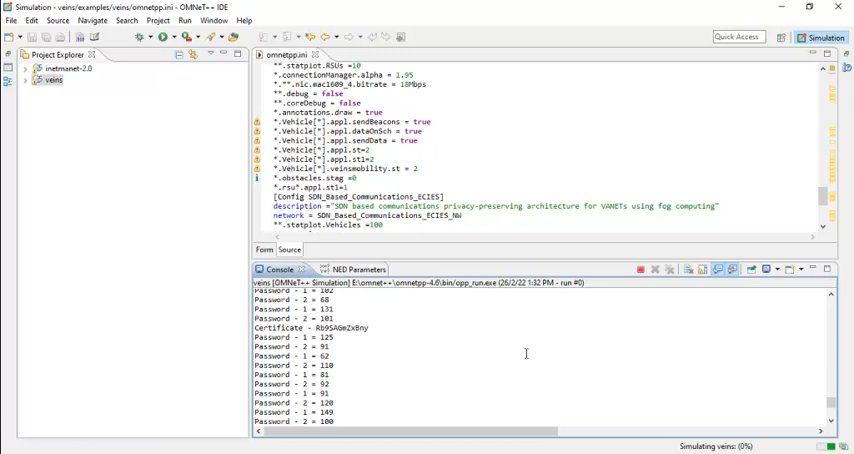 Simulation - veins/examples/veins/omnetpp.ini - OMNeT++ IDE
File Edit Source Navigate Search Project Run Window Help
Quick Access
Simulation
Project Explorer
inetmanet-2.0
veins
omnetpp.ini
**.statplot.RSUs =10
*.connectionManager.alpha = 1.95
*.**.nic.mac1609_4.bitrate = 18Mbps
**.debug = false
**.coreDebug = false
*.annotations.draw = true
*.Vehicle[*].appl.sendBeacons = true
*.Vehicle[*].appl.dataOnSch = true
*.Vehicle[*].appl.sendData = true
*.Vehicle[*].appl.st=2
*.Vehicle[*].appl.st1=2
*.Vehicle[*].veinsmobility.st = 2
*.obstacles.stag =0
*.rsu*.appl.st1=1
[Config SDN_Based_Communications_ECIES]
description ="SDN based communications privacy-preserving architecture for VANETs using fog computing"
network = SDN_Based_Communications_ECIES_NW
**.statplot.Vehicles =100
Form Source
Console
NED Parameters
veins [OMNeT++ Simulation] E:\omnet++\omnetpp-4.6\bin/opp_run.exe (26/2/22 1:32 PM - run #0)
Password - 1 = 102
Password - 2 = 68
Password - 1 = 131
Password - 2 = 101
Certificate - Rb9SAGmZxBny
Password - 1 = 125
Password - 2 = 91
Password - 1 = 62
Password - 2 = 110
Password - 1 = 81
Password - 2 = 92
Password - 1 = 91
Password - 2 = 120
Password - 1 = 149
Password - 2 = 100
Simulating veins: (0%)